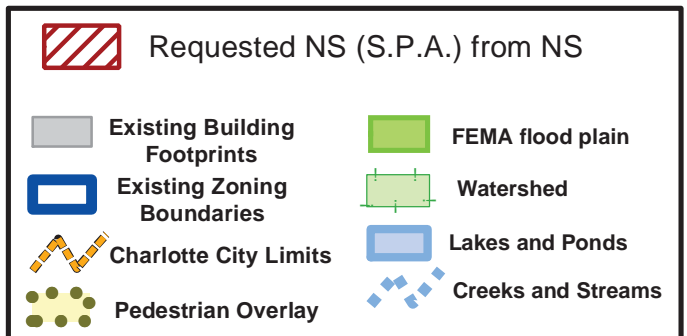 Requested NS (S.P.A.) from NS
Existing Building
Footprints
Existing Zoning
Boundaries
Charlotte City Limits
Pedestrian Overlay
FEMA flood plain
Watershed
Lakes and Ponds
Creeks and Streams